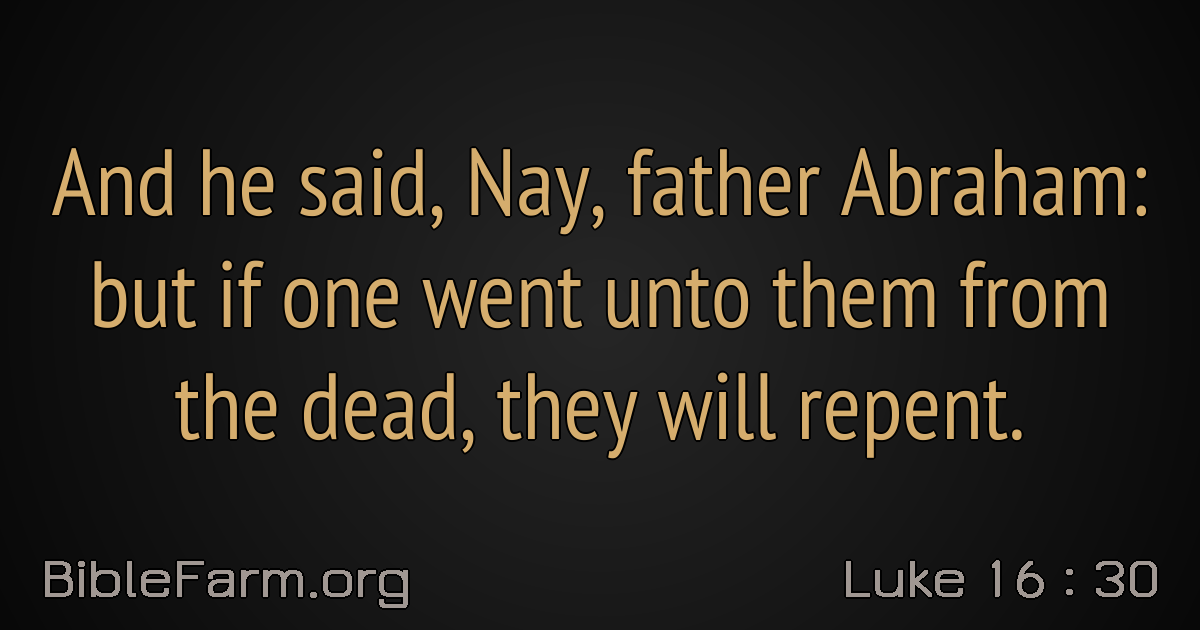 And he said, Nay, father Abraham:
but if one went unto them from
the dead, they will repent.
BibleFarm.org
Luke 16 : 30